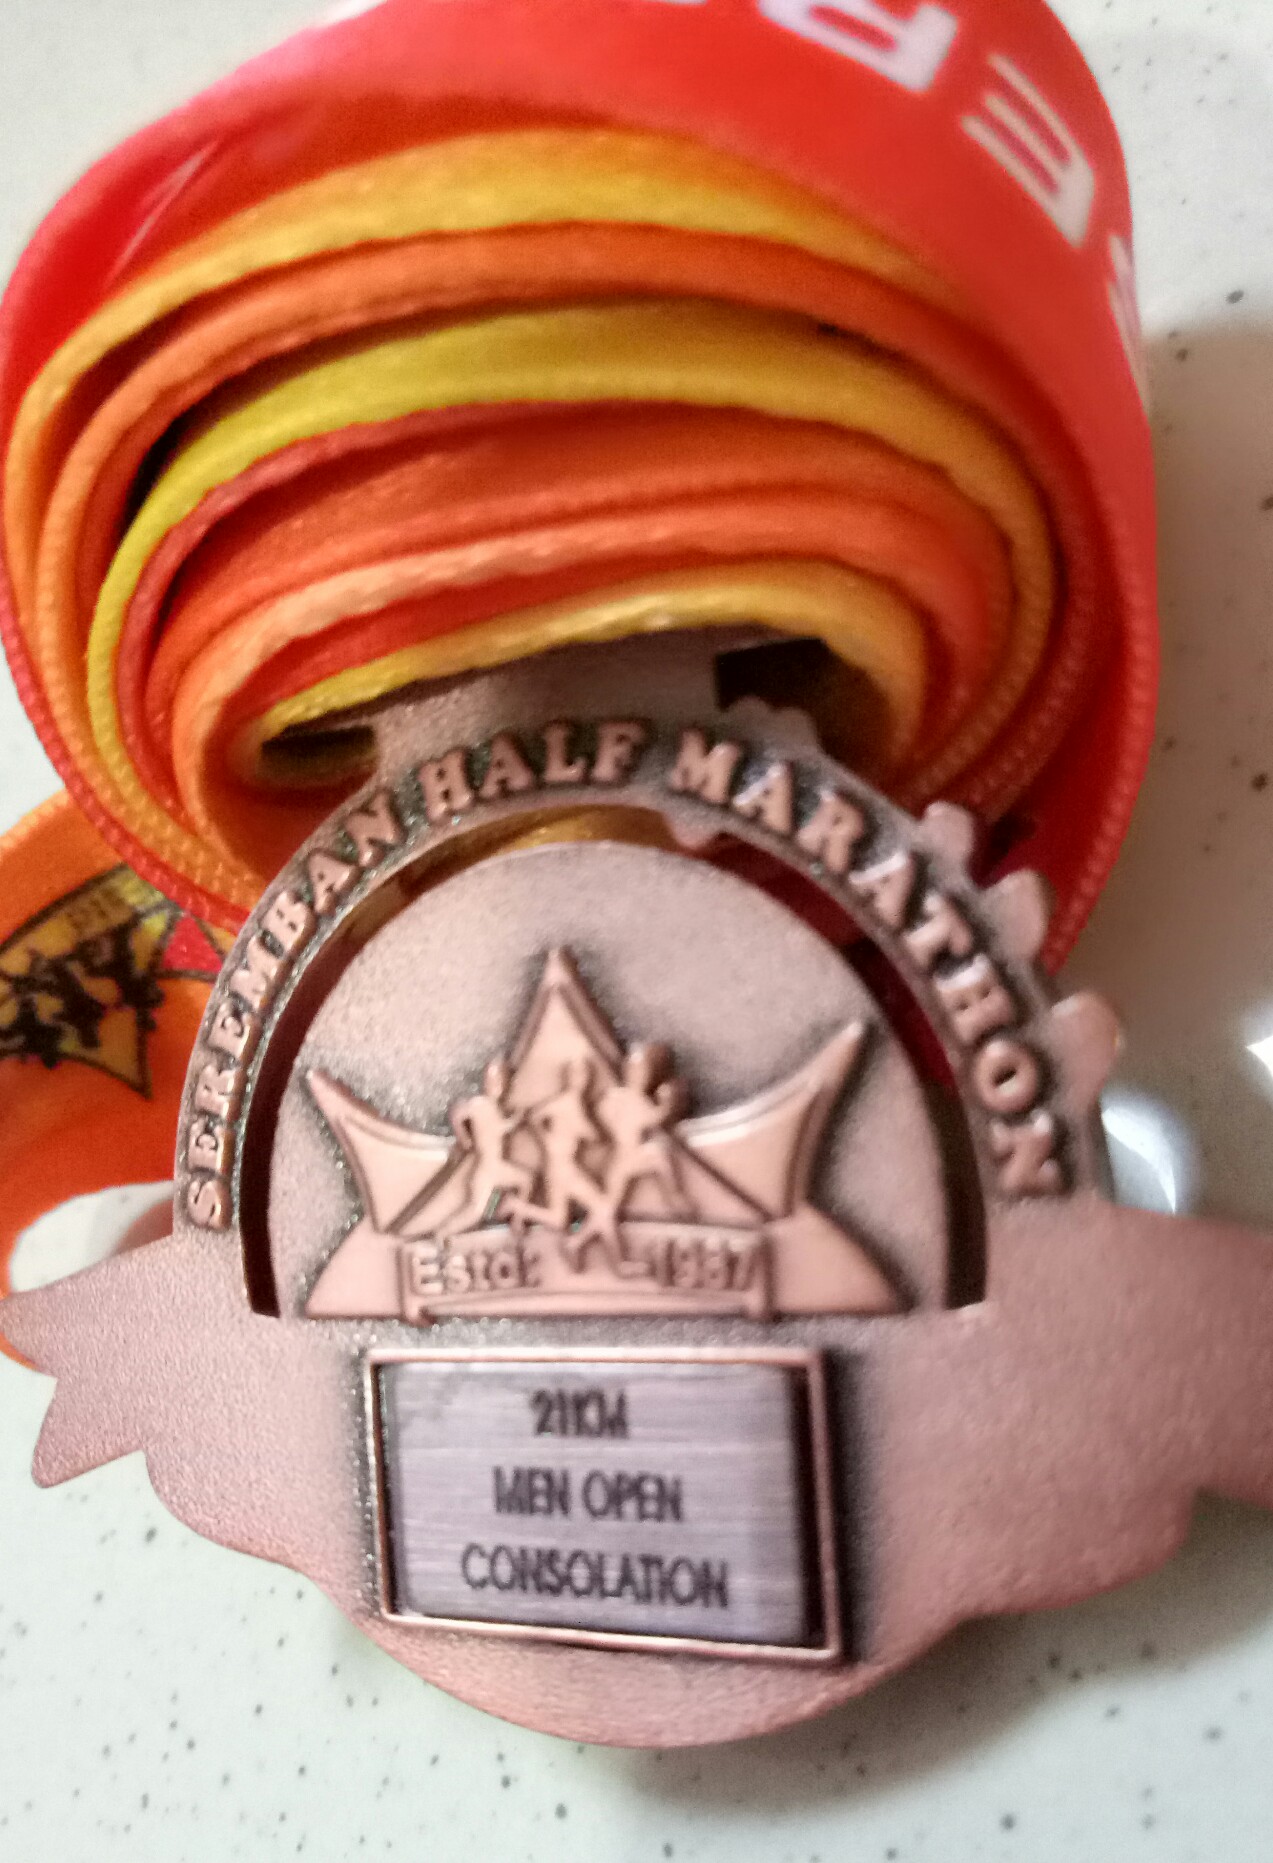 SEREMBAN HALF MARATHON
Estd: 1987
21KM
MEN OPEN
CONSOLATION